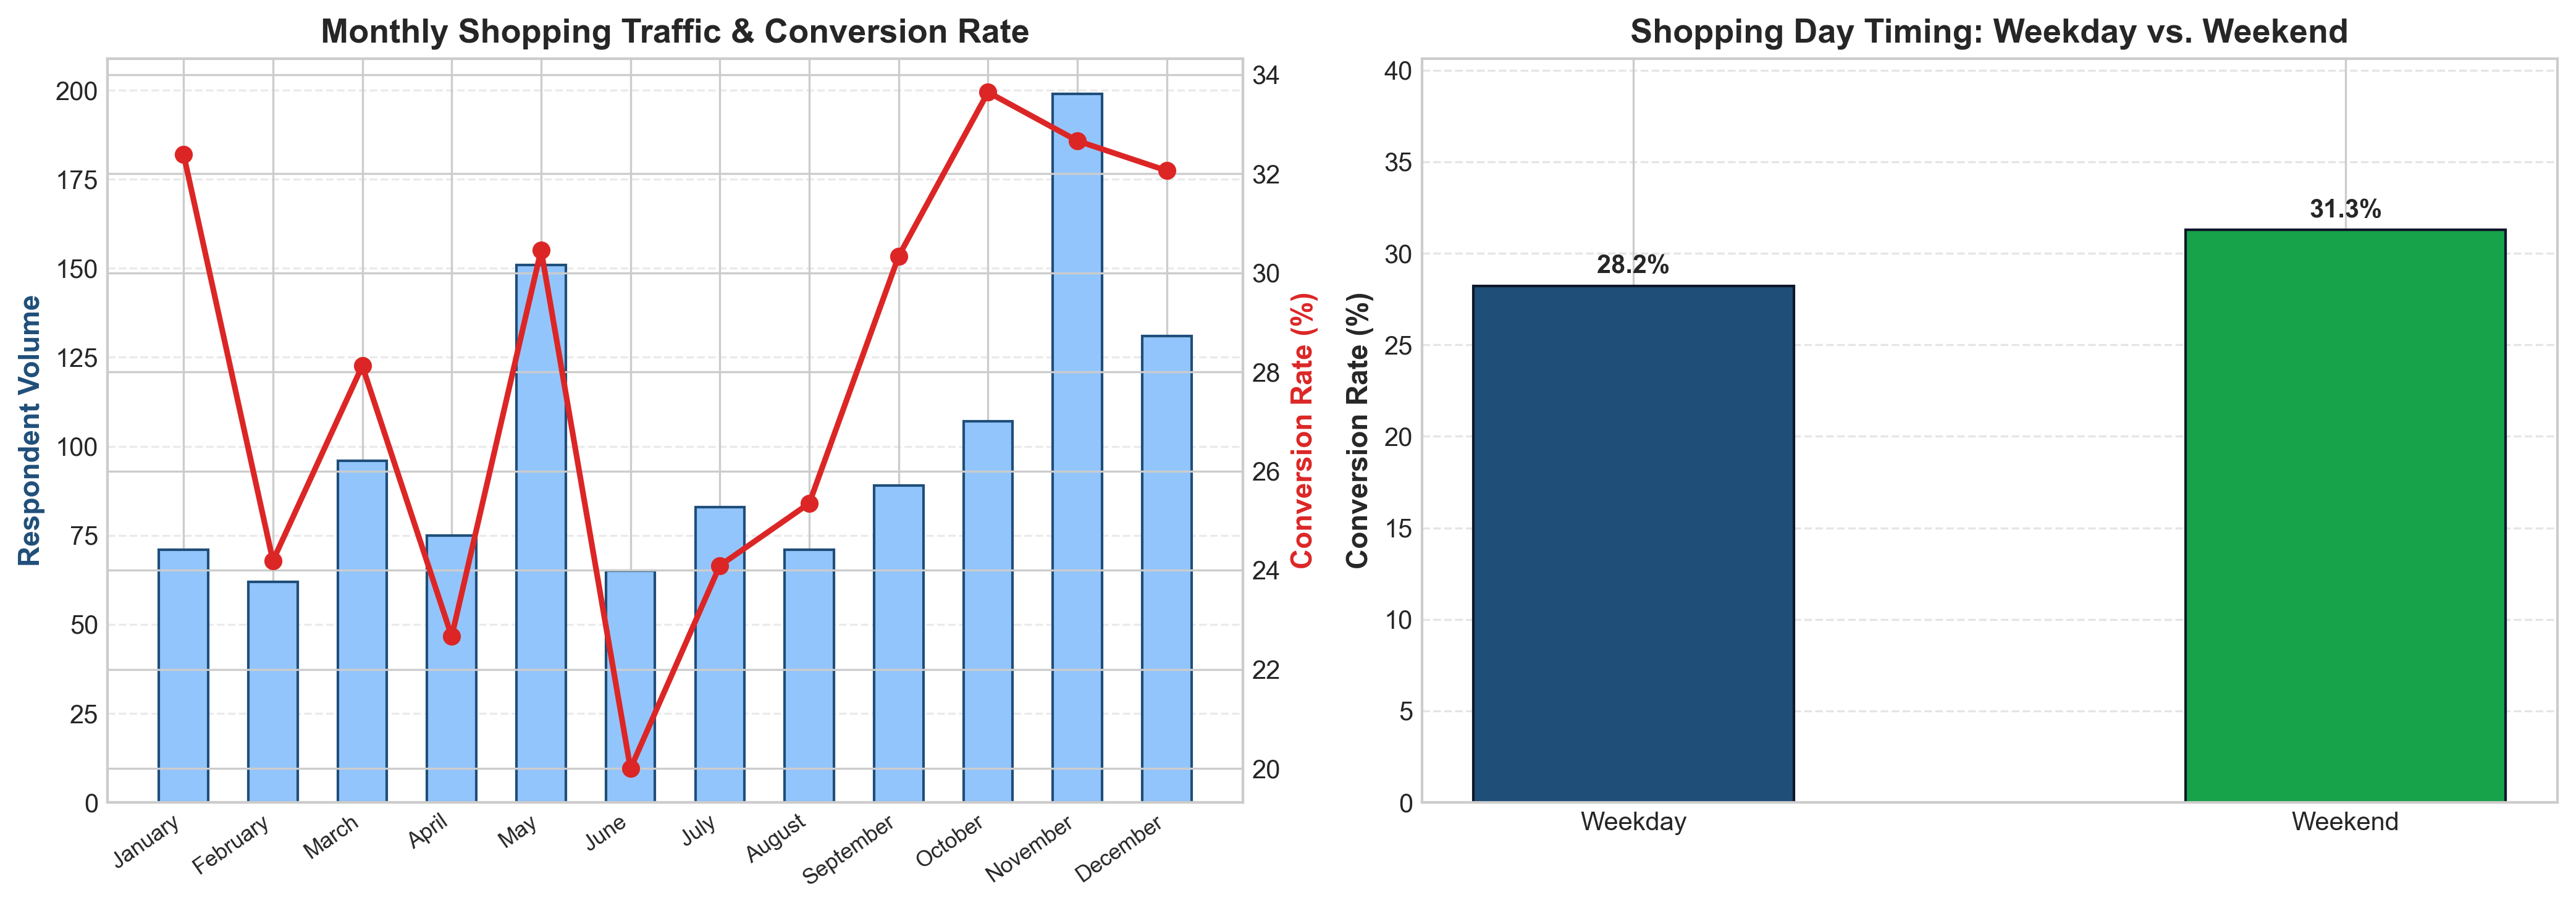 Monthly Shopping Traffic & Conversion Rate
200
175
150
125
100
75
50
25
0
Respondent Volume
34
32
30
28
26
24
22
20
Conversion Rate (%)
January
February
March
April
May
June
July
August
September
October
November
December
Shopping Day Timing: Weekday vs. Weekend
40
35
30
25
20
15
10
5
0
Conversion Rate (%)
28.2%
31.3%
Weekday
Weekend